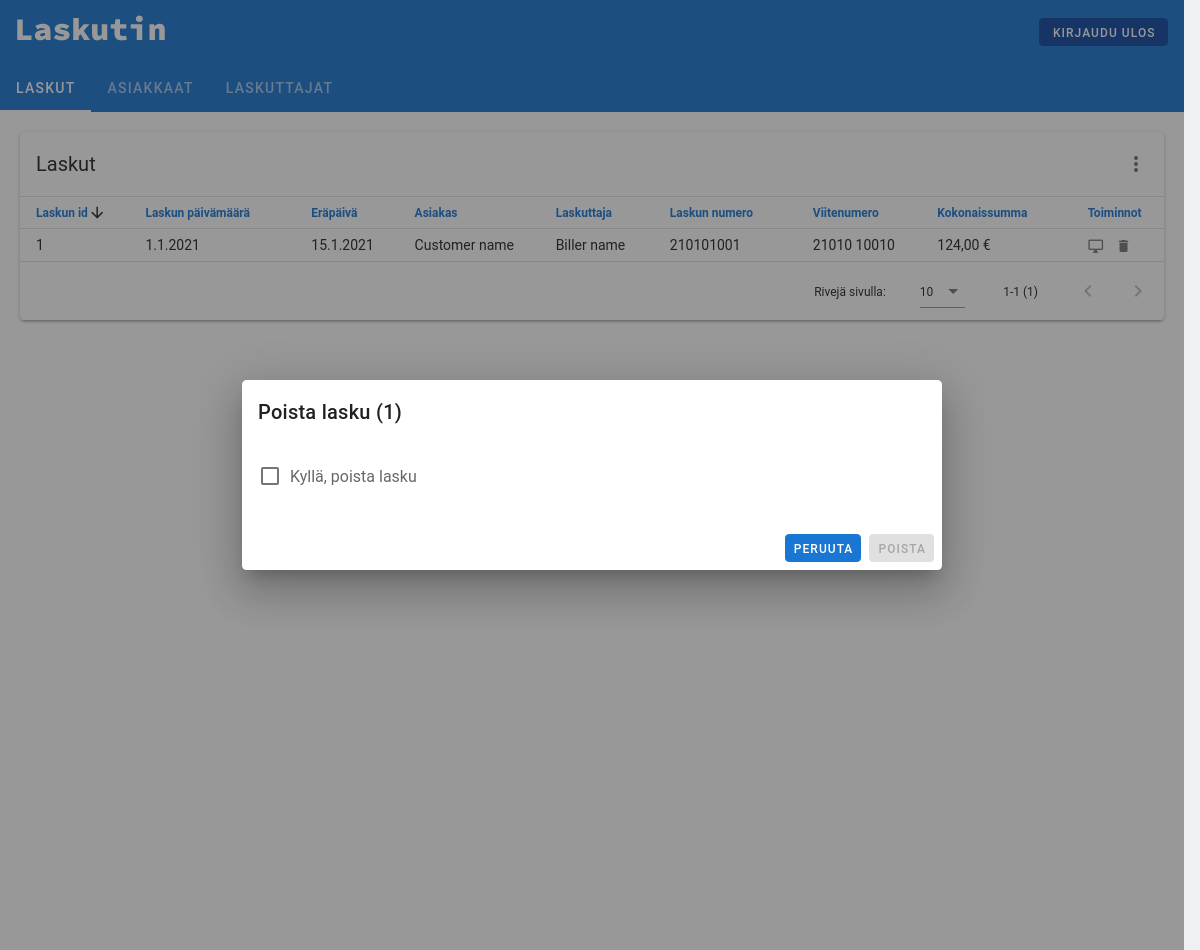 Laskutin
KIRJAUDU ULOS
LASKUT ASIAKKAAT LASKUTTAJAT
Laskut
Laskun id Laskun päivämäärä Eräpäivä Asiakas Laskuttaja Laskun numero Viitenumero Kokonaissumma Toiminnot
1 1.1.2021 15.1.2021 Customer name Biller name 210101001 21010 10010 124,00 €
Rivejä sivulla: 10 1-1 (1)
Poista lasku (1)
Kyllä, poista lasku
PERUUTA POISTA